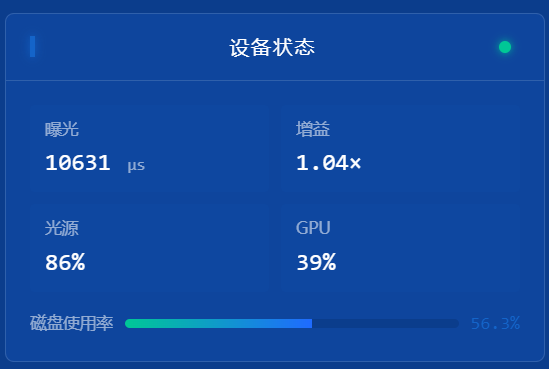 设备状态
曝光 增益
10631 μs 1.04×
光源 GPU
86% 39%
磁盘使用率 56.3%